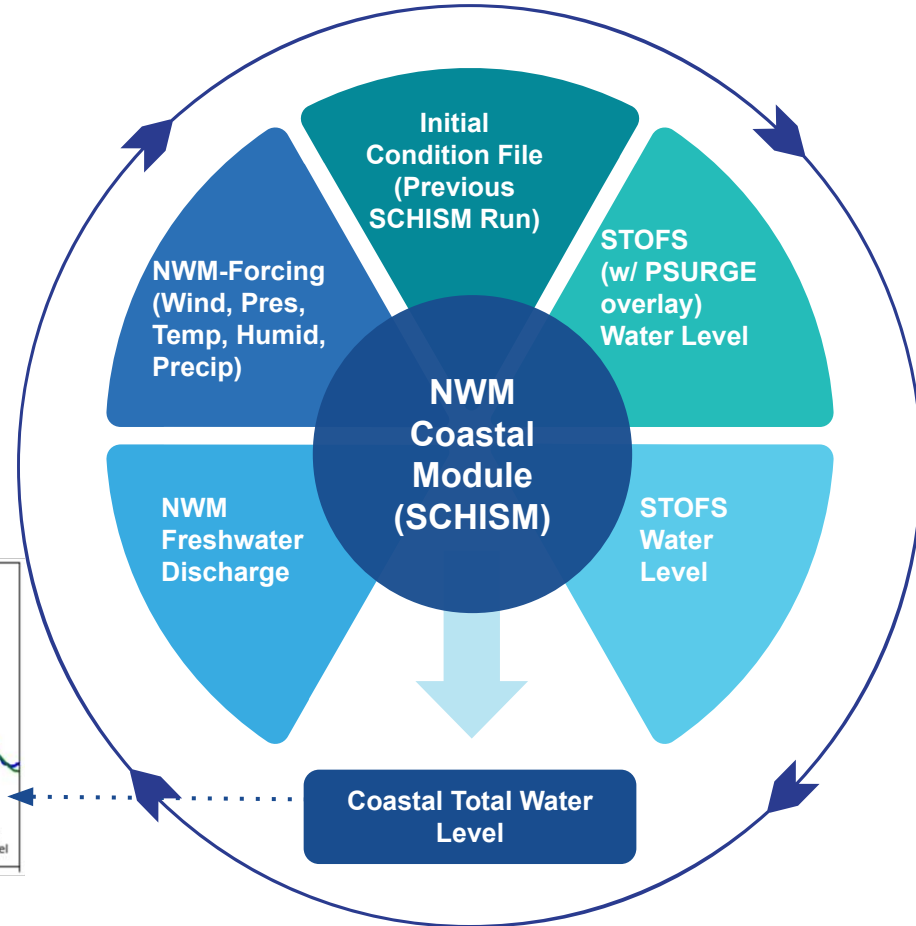 Initial
Condition File
(Previous
SCHISM Run)
NWM-Forcing
(Wind, Pres,
Temp, Humid,
Precip)
STOFS
(w/ PSURGE
overlay)
Water Level
NWM
Coastal
Module
(SCHISM)
NWM
Freshwater
Discharge
STOFS
Water
Level
Coastal Total Water
Level